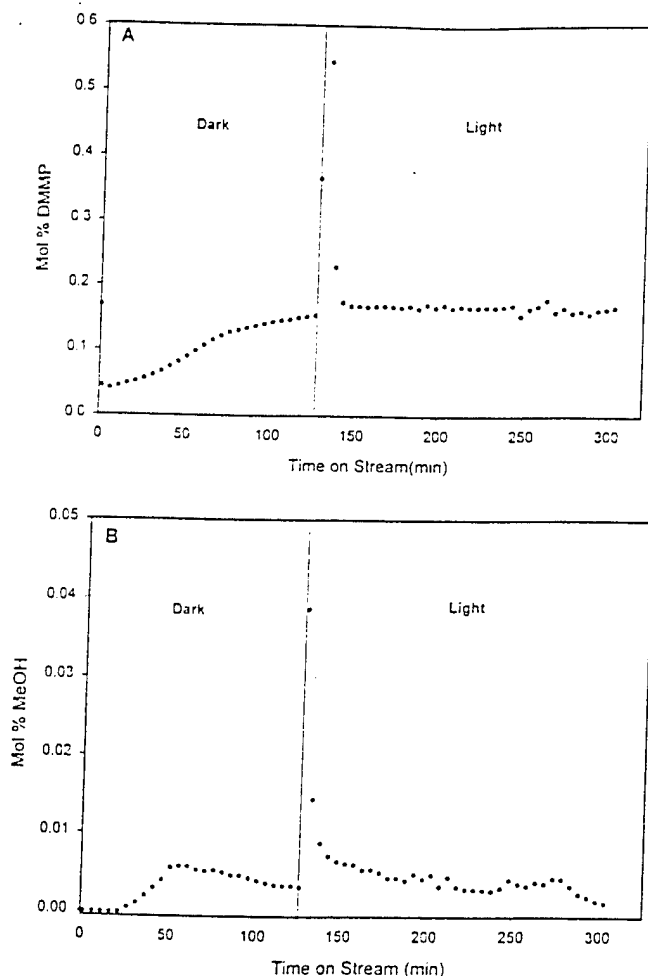 A
0.6
0.5
0.4
0.3
0.2
0.1
0.0
Mol % DMMP
Dark
Light
0
50
100
150
200
250
300
Time on Stream(min)
B
0.05
0.04
0.03
0.02
0.01
0.00
Mol % MeOH
Dark
Light
0
50
100
150
200
250
300
Time on Stream (min)